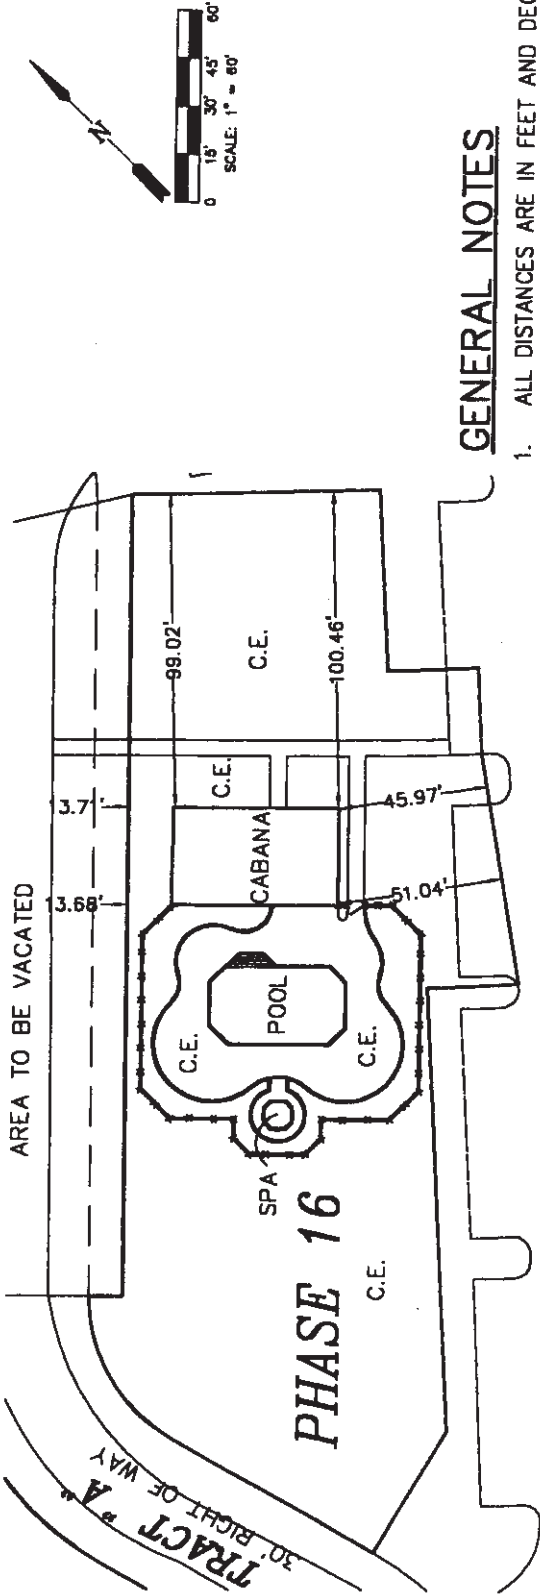 60'
45'
30'
15'
0
SCALE: 1" = 60'
N
GENERAL NOTES
1. ALL DISTANCES ARE IN FEET AND DEC
AREA TO BE VACATED
99.02'
C.E.
100.46'
13.71'
C.E.
45.97'
CABANA
13.68'
51.04'
POOL
C.E.
C.E.
SPA
PHASE 16
C.E.
TRACT "A"
30' RIGHT OF WAY